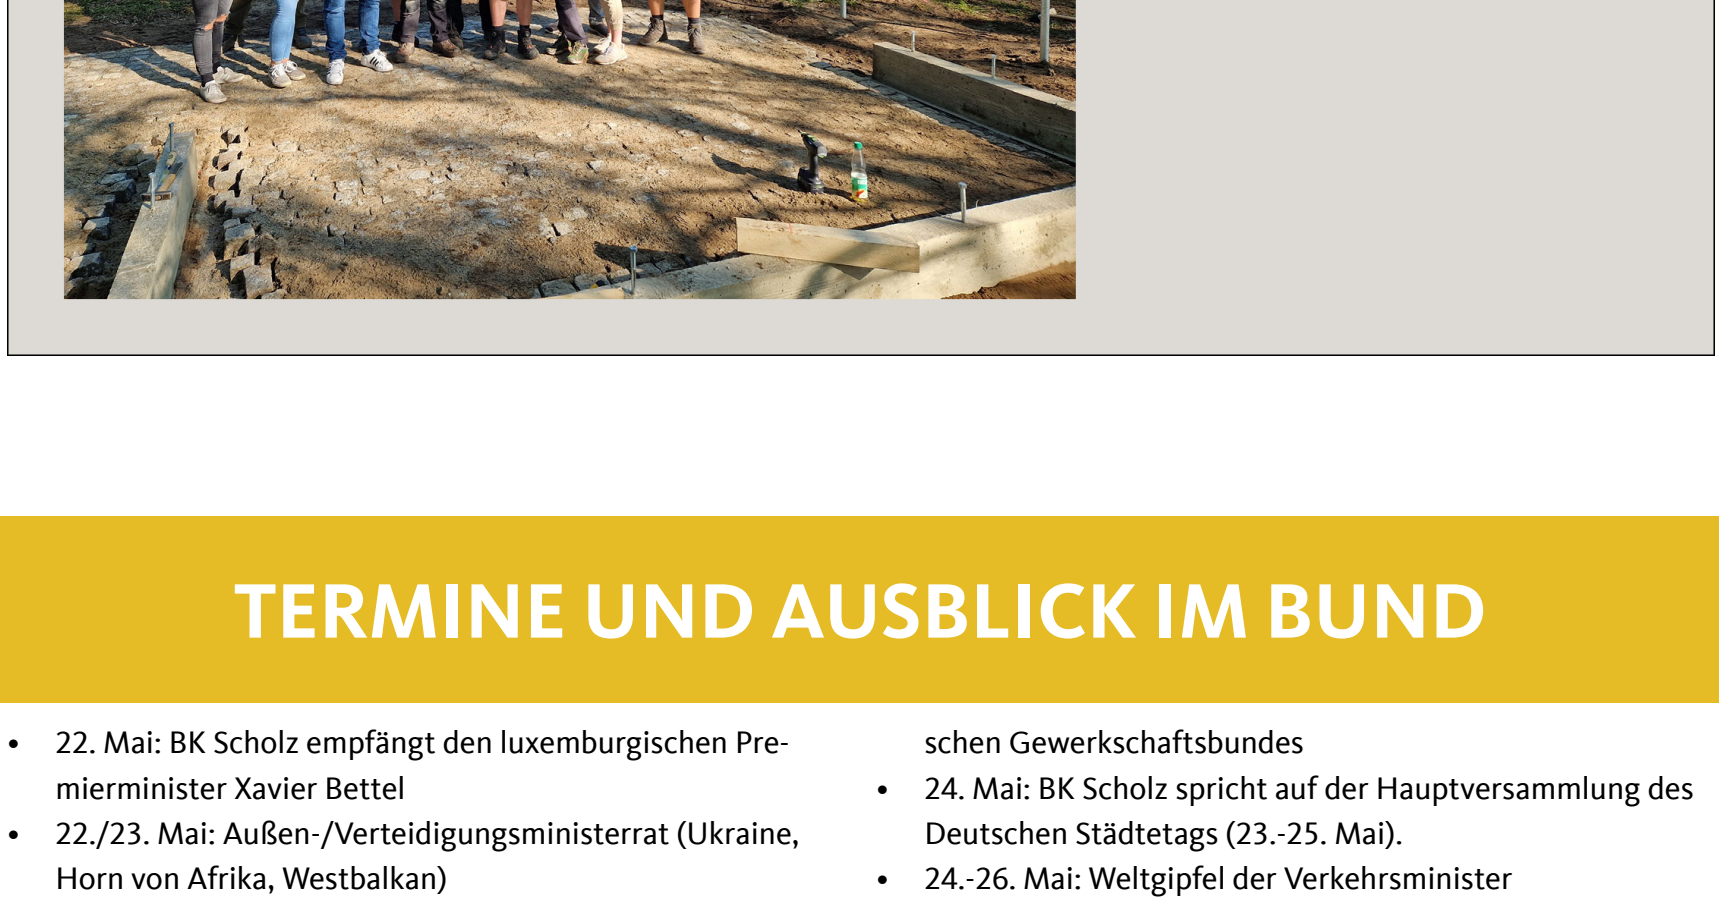 TERMINE UND AUSBLICK IM BUND
• 22. Mai: BK Scholz empfängt den luxemburgischen Pre-
mierminister Xavier Bettel
• 22./23. Mai: Außen-/Verteidigungsministerrat (Ukraine,
Horn von Afrika, Westbalkan)
schen Gewerkschaftsbundes
• 24. Mai: BK Scholz spricht auf der Hauptversammlung des
Deutschen Städtetags (23.-25. Mai).
• 24.-26. Mai: Weltgipfel der Verkehrsminister